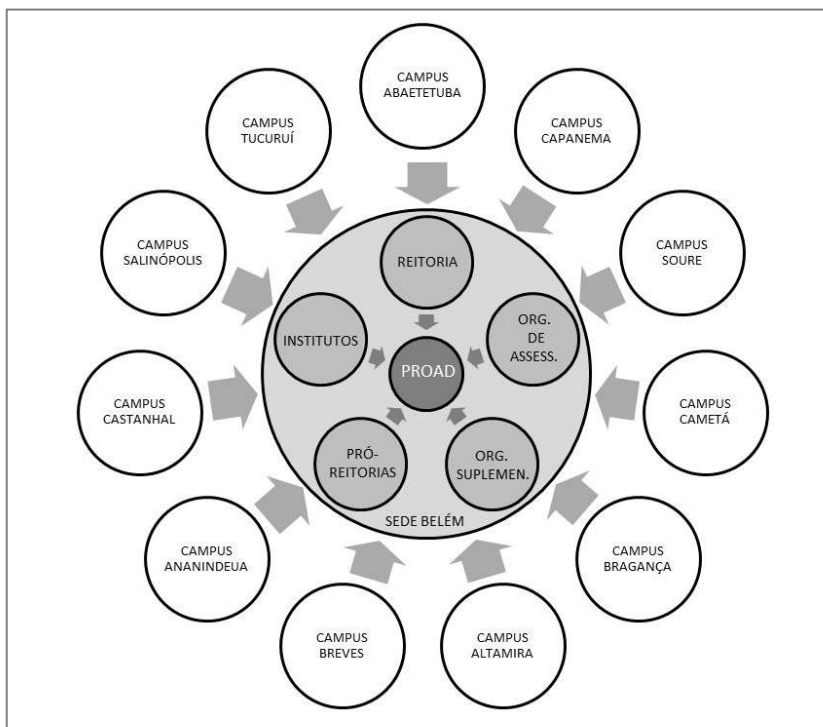 CAMPUS
ABAETETUBA
CAMPUS
TUCURUÍ
CAMPUS
CAPANEMA
CAMPUS
SALINÓPOLIS
CAMPUS
SOURE
REITORIA
INSTITUTOS
ORG.
DE
ASSESS.
PROAD
CAMPUS
CASTANHAL
CAMPUS
CAMETÁ
PRÓ-
REITORIAS
ORG.
SUPLEMEN.
SEDE BELÉM
CAMPUS
ANANINDEUA
CAMPUS
BRAGANÇA
CAMPUS
BREVES
CAMPUS
ALTAMIRA